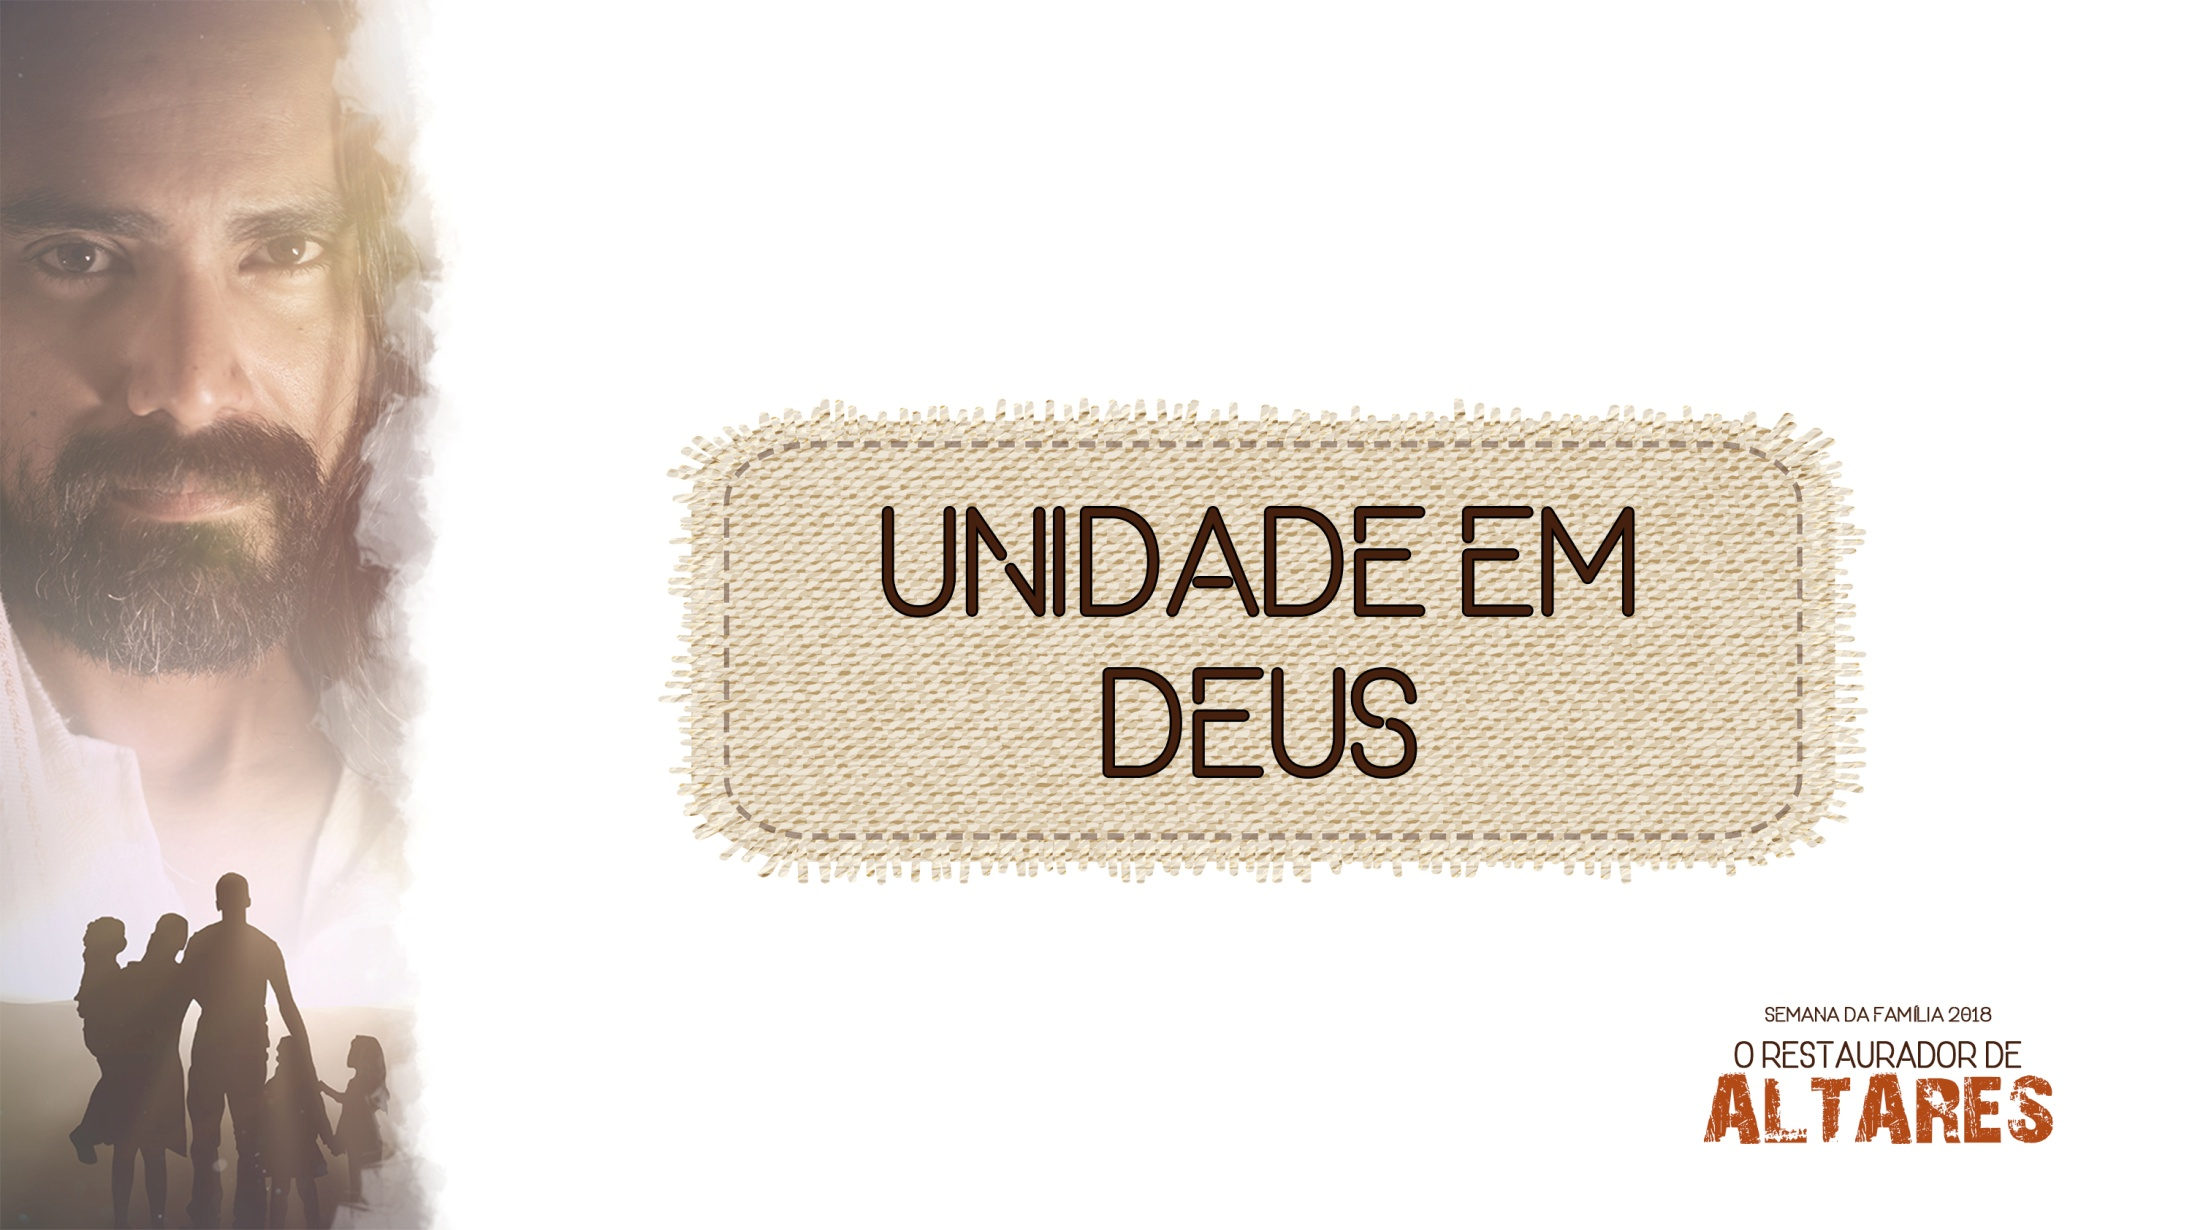 UNIDADE EM
DEUS
SEMANA DA FAMÍLIA 2018
O RESTAURADOR DE
ALTARES